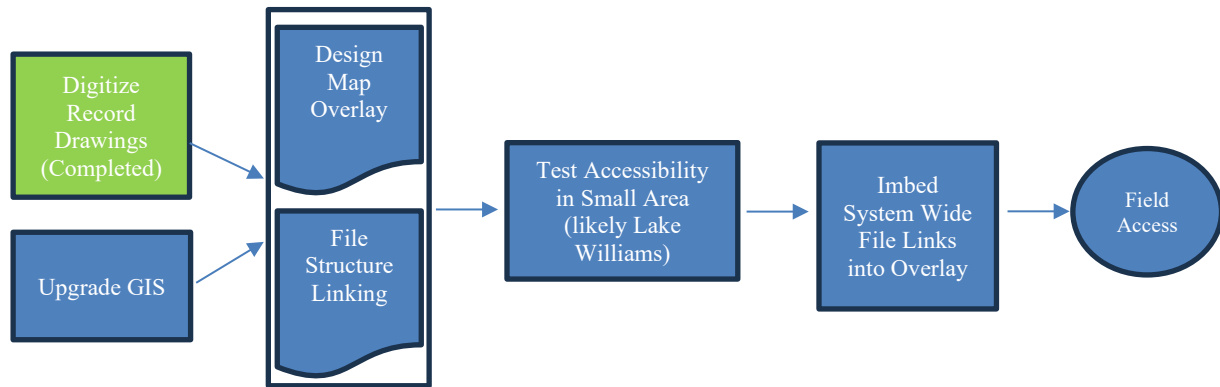 Digitize
Record
Drawings
(Completed)
Upgrade GIS
Design
Map
Overlay
File
Structure
Linking
Test Accessibility
in Small Area
(likely Lake
Williams)
Imbed
System Wide
File Links
into Overlay
Field
Access